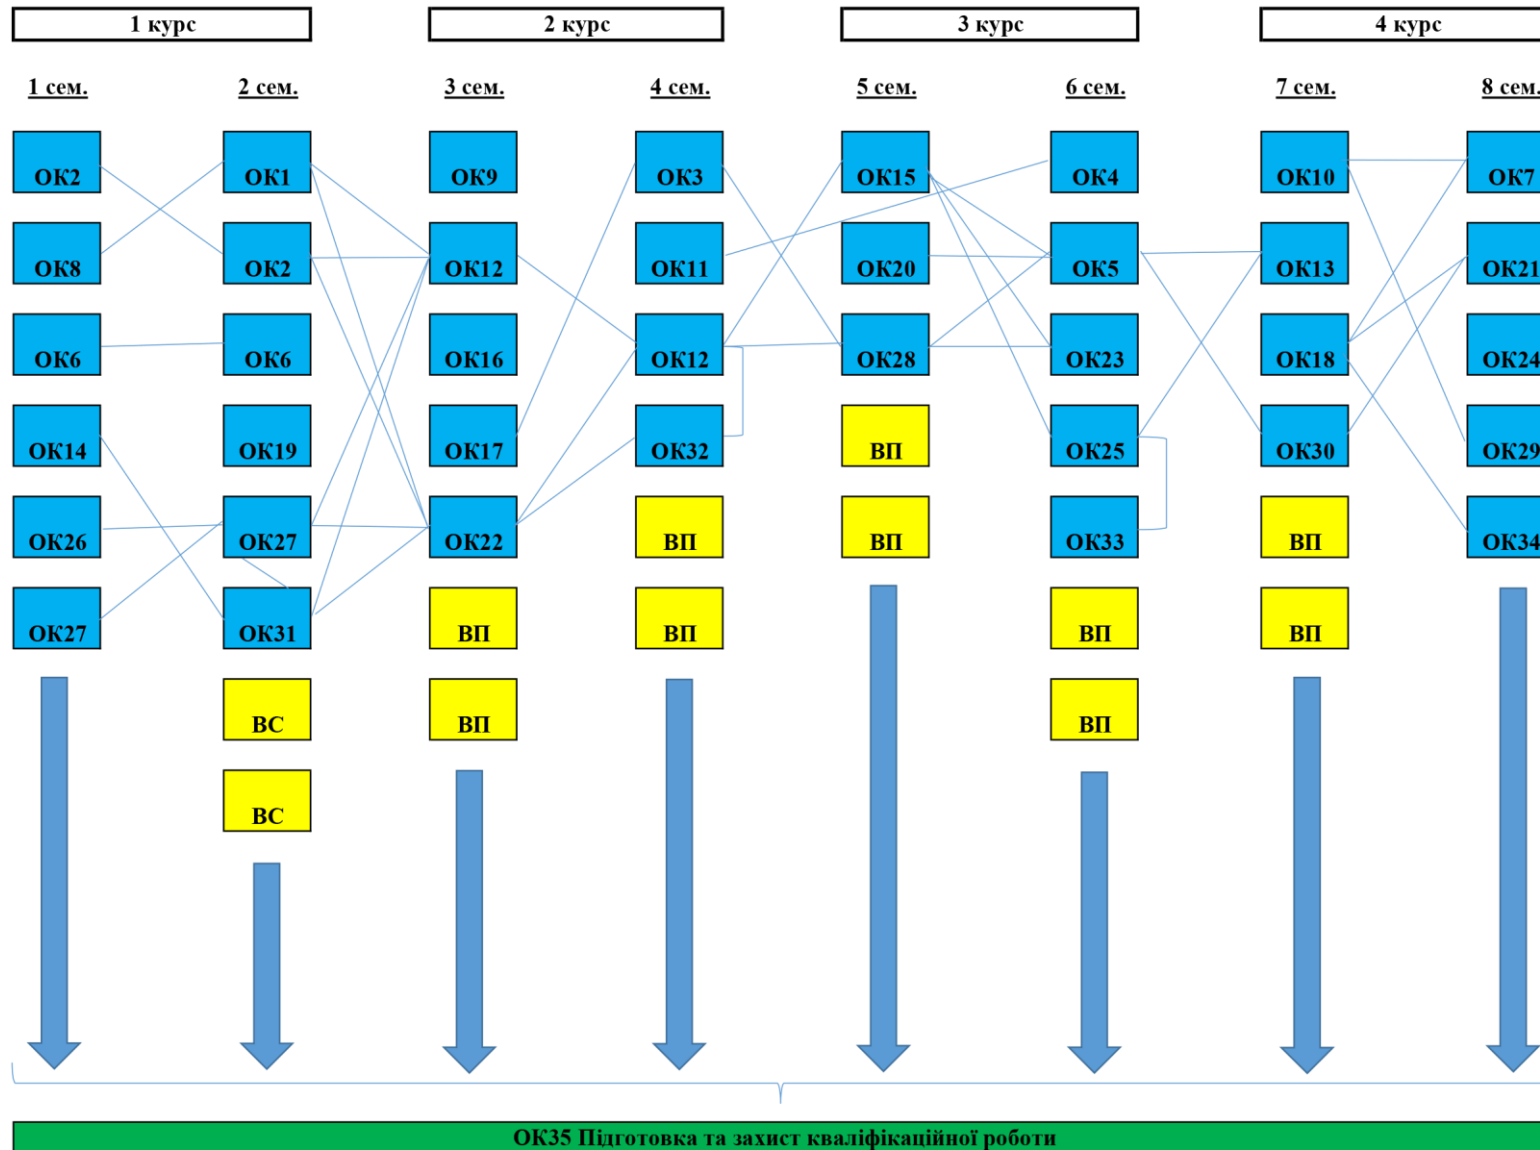 1 курс 2 курс 3 курс 4 курс
1 сем. 2 сем. 3 сем. 4 сем. 5 сем. 6 сем. 7 сем. 8 сем.
ОК2 ОК1 ОК9 ОК3 ОК15 ОК4 ОК10 ОК7
ОК8 ОК2 ОК12 ОК11 ОК20 ОК5 ОК13 ОК21
ОК6 ОК6 ОК16 ОК12 ОК28 ОК23 ОК18 ОК24
ОК14 ОК19 ОК17 ОК32 ВП ОК25 ОК30 ОК29
ОК26 ОК27 ОК22 ВП ВП ОК33 ВП ОК34
ОК27 ОК31 ВП ВП ВП ВП
ВС ВП ВП
ВС
ОК35 Підготовка та захист кваліфікаційної роботи